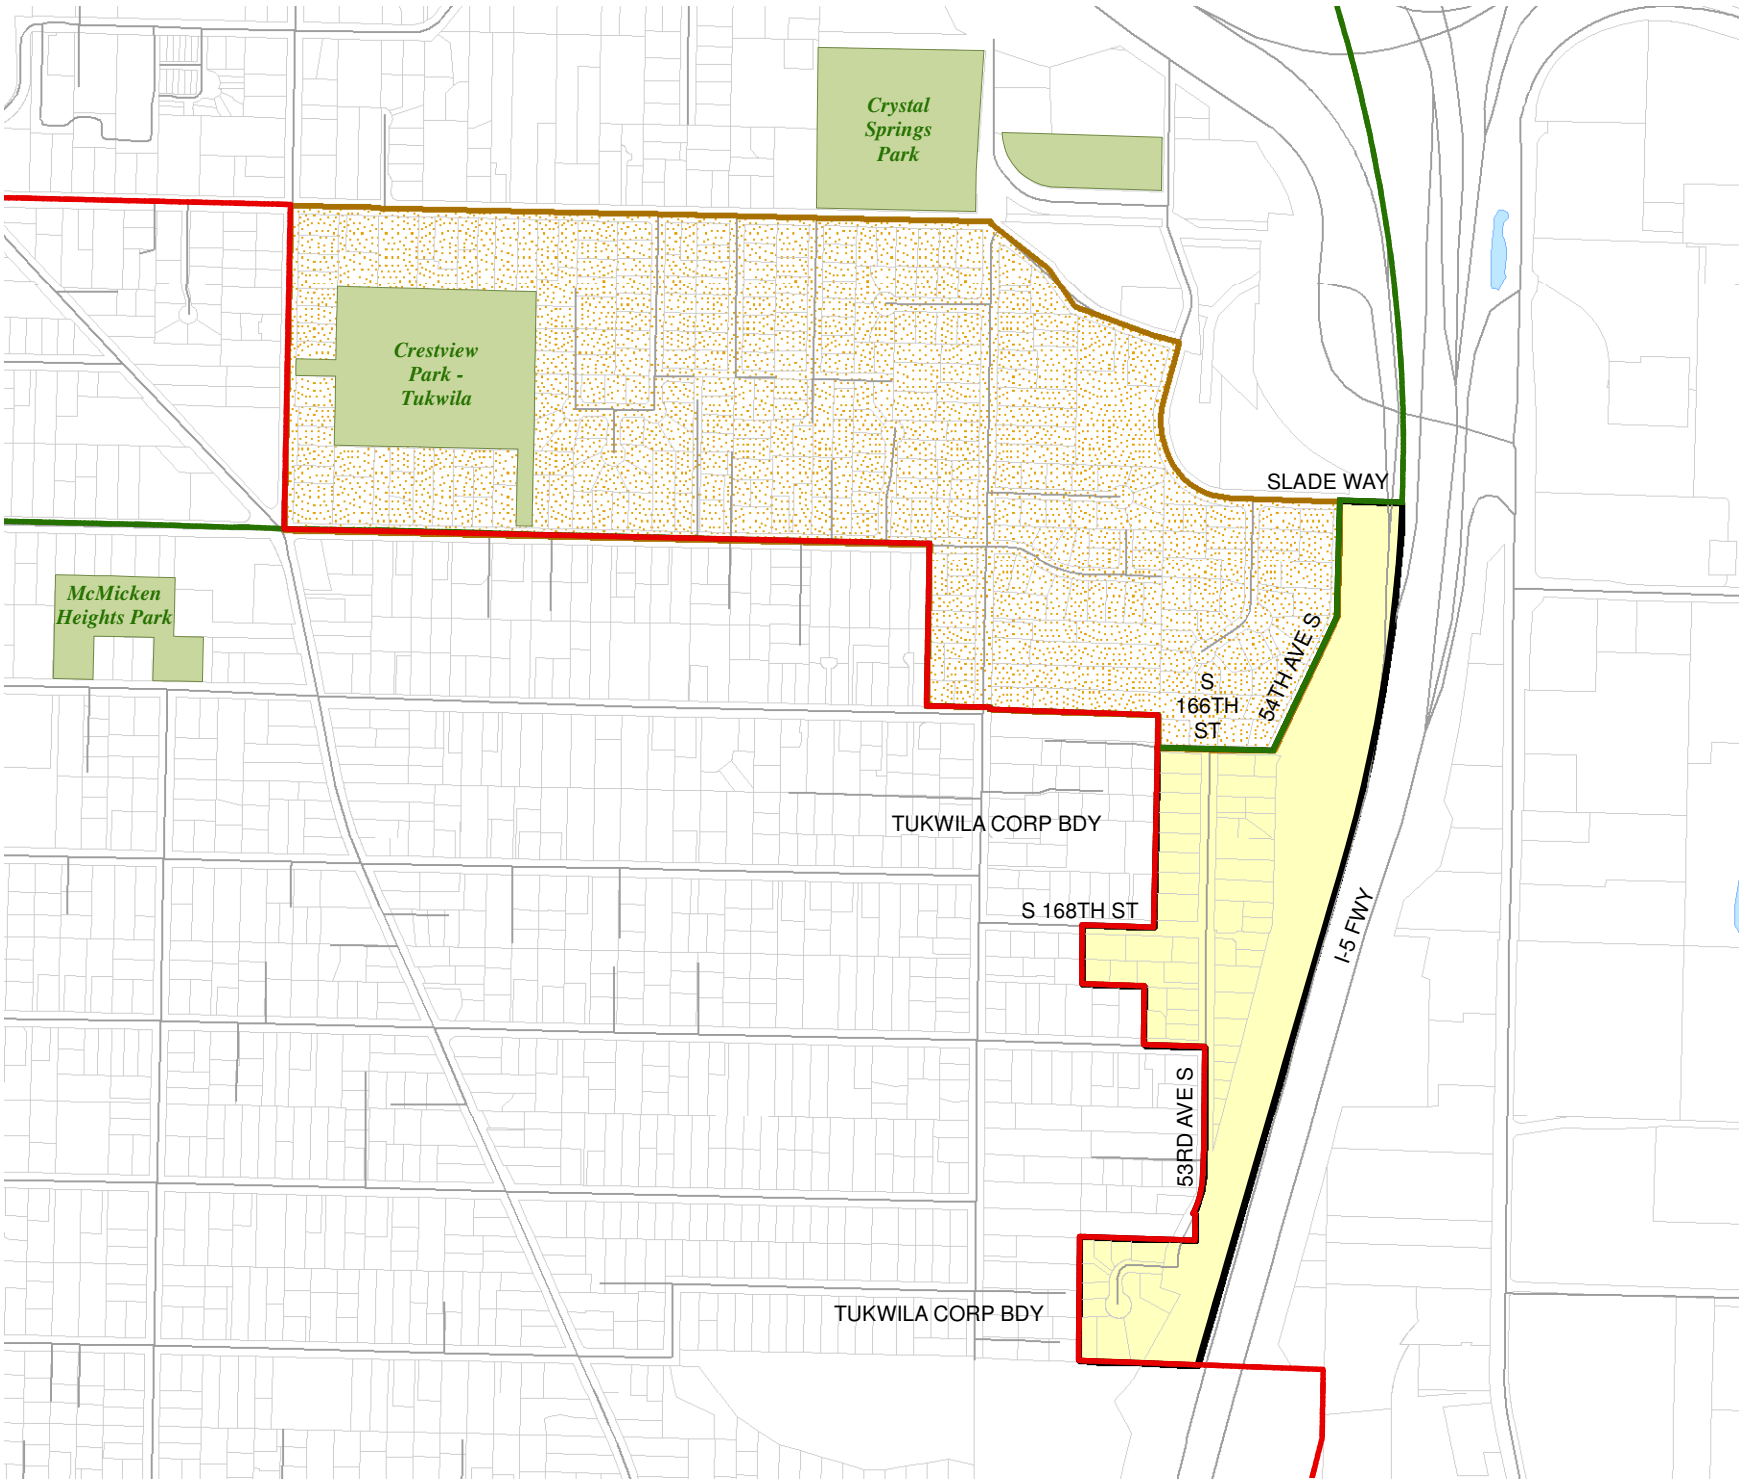 Crystal
Springs
Park
Crestview
Park -
Tukwila
SLADE WAY
McMicken
Heights Park
54TH AVE S
S
166TH
ST
TUKWILA CORP BDY
S 168TH ST
I-5 FWY
53RD AVE S
TUKWILA CORP BDY